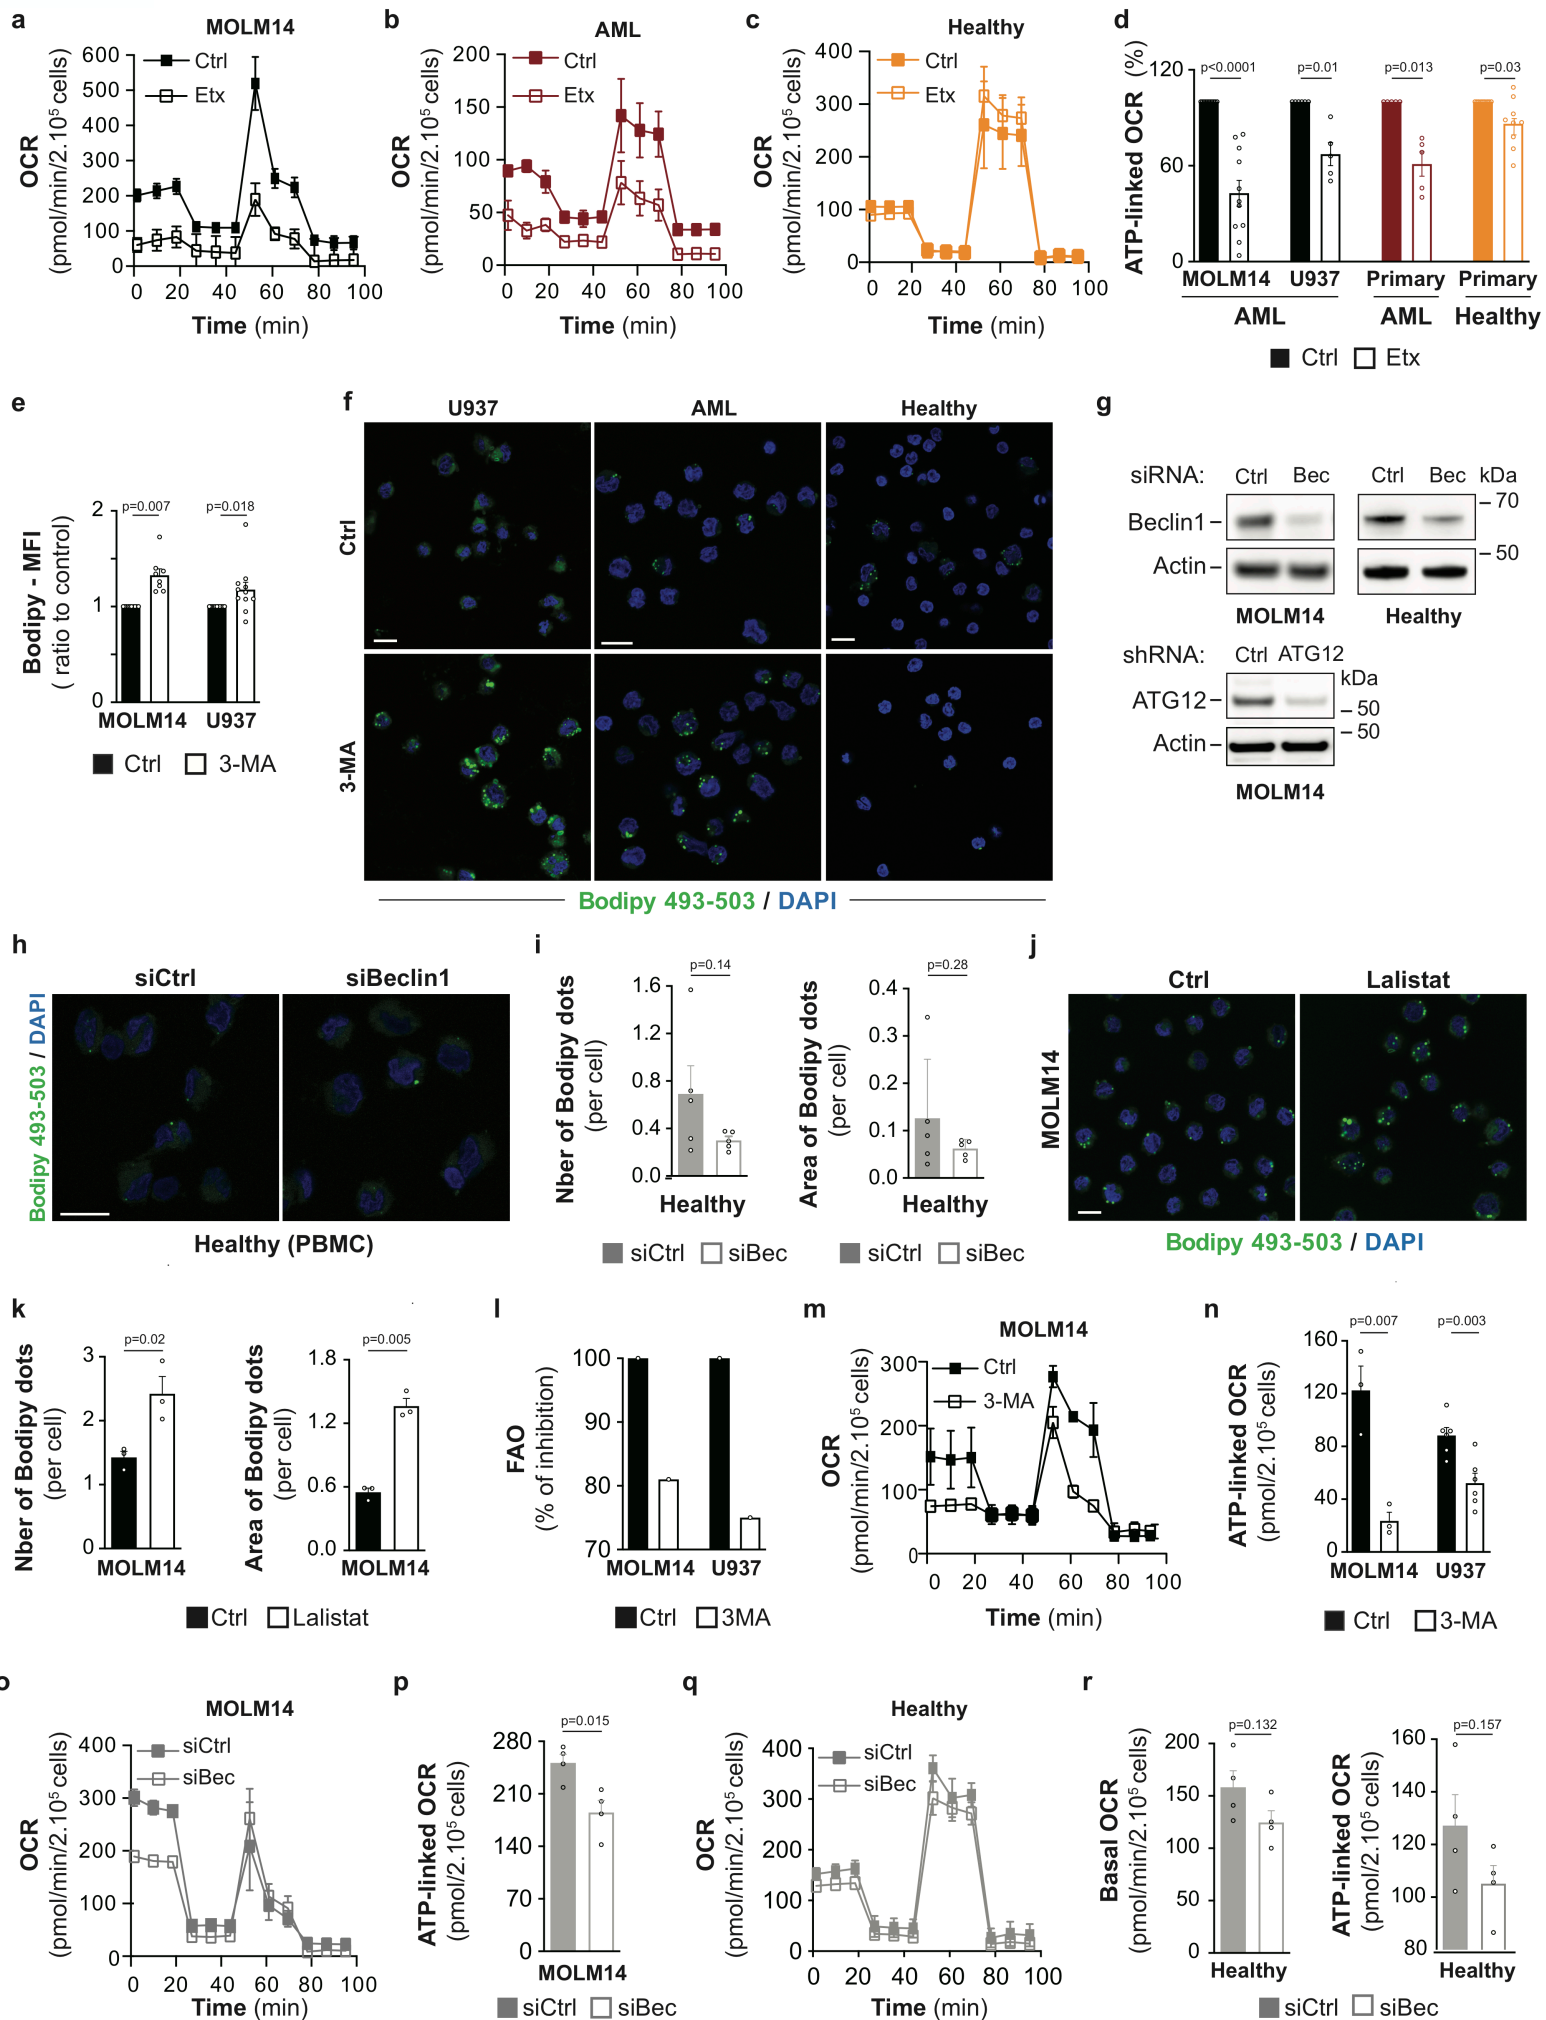 a
MOLM14
OCR
(pmol/min/2.10⁵ cells)
600
500
400
300
200
100
0
Ctrl
Etx
0 20 40 60 80 100
Time (min)
b
AML
OCR
(pmol/min/2.10⁵ cells)
200
150
100
50
0
Ctrl
Etx
0 20 40 60 80 100
Time (min)
c
Healthy
OCR
(pmol/min/2.10⁵ cells)
400
300
200
100
0
Ctrl
Etx
0 20 40 60 80 100
Time (min)
d
ATP-linked OCR (%)
120
60
0
p<0.0001
p=0.01
p=0.013
p=0.03
MOLM14 U937 Primary Primary
AML AML Healthy
Ctrl Etx
e
Bodipy - MFI
( ratio to control)
2
1
0
p=0.007
p=0.018
MOLM14 U937
Ctrl 3-MA
f
U937 AML Healthy
Ctrl
3-MA
Bodipy 493-503 / DAPI
g
siRNA: Ctrl Bec Ctrl Bec kDa
Beclin1
70
Actin
50
MOLM14 Healthy
shRNA: Ctrl ATG12
kDa
ATG12
50
Actin
50
MOLM14
h
siCtrl siBeclin1
Bodipy 493-503 / DAPI
Healthy (PBMC)
i
Nber of Bodipy dots
(per cell)
1.6
1.2
0.8
0.4
0.0
p=0.14
Healthy
siCtrl siBec
Area of Bodipy dots
(per cell)
0.4
0.3
0.2
0.1
0.0
p=0.28
Healthy
siCtrl siBec
j
Ctrl Lalistat
MOLM14
Bodipy 493-503 / DAPI
k
Nber of Bodipy dots
(per cell)
3
2
1
0
p=0.02
MOLM14
Area of Bodipy dots
(per cell)
1.8
1.2
0.6
0.0
p=0.005
MOLM14
Ctrl Lalistat
l
FAO
(% of inhibition)
100
90
80
70
MOLM14 U937
Ctrl 3MA
m
MOLM14
OCR
(pmol/min/2.10⁵ cells)
300
200
100
0
Ctrl
3-MA
0 20 40 60 80 100
Time (min)
n
ATP-linked OCR
(pmol/2.10⁵ cells)
160
120
80
40
0
p=0.007
p=0.003
MOLM14 U937
Ctrl 3-MA
o
MOLM14
OCR
(pmol/min/2.10⁵ cells)
400
300
200
100
0
siCtrl
siBec
0 20 40 60 80 100
Time (min)
p
ATP-linked OCR
(pmol/2.10⁵ cells)
280
210
140
70
0
p=0.015
MOLM14
siCtrl siBec
q
Healthy
OCR
(pmol/min/2.10⁵ cells)
400
300
200
100
0
siCtrl
siBec
0 20 40 60 80 100
Time (min)
r
Basal OCR
(pmol/min/2.10⁵ cells)
200
150
100
50
0
p=0.132
Healthy
ATP-linked OCR
(pmol/2.10⁵ cells)
160
140
120
100
80
p=0.157
Healthy
siCtrl siBec